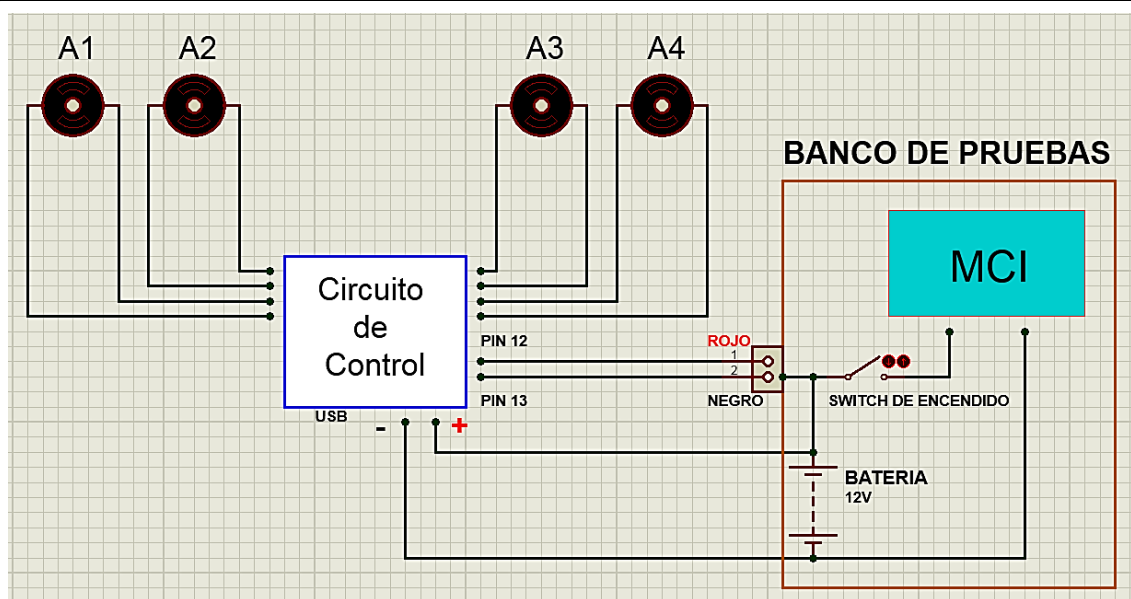 A1
A2
A3
A4
BANCO DE PRUEBAS
MCI
Circuito
de
Control
PIN 12
ROJO
1
2
PIN 13
NEGRO
SWITCH DE ENCENDIDO
USB
- +
BATERIA
12V